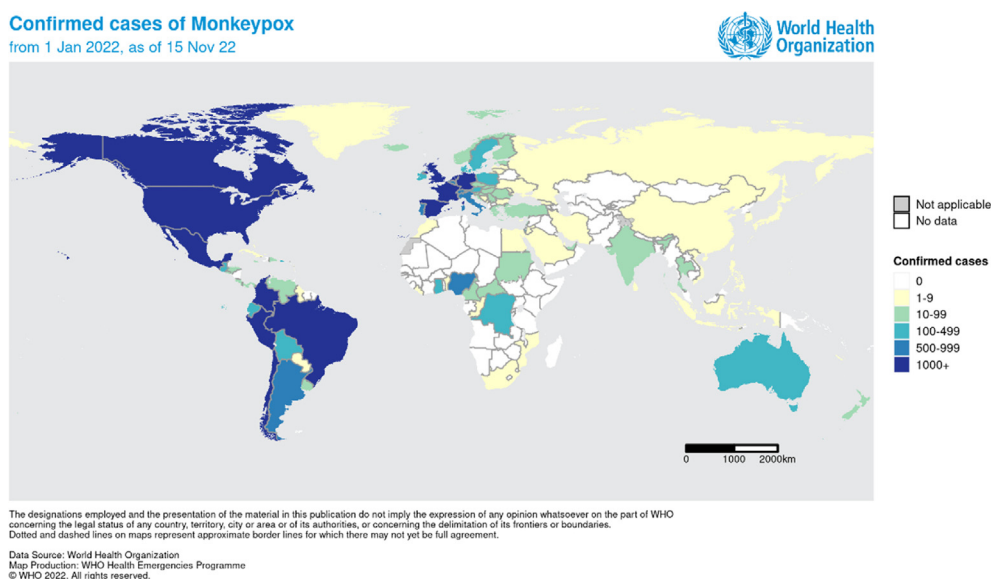 Confirmed cases of Monkeypox
from 1 Jan 2022, as of 15 Nov 22
World Health
Organization
Not applicable
No data
Confirmed cases
0
1-9
10-99
100-499
500-999
1000+
0 1000 2000km
The designations employed and the presentation of the material in this publication do not imply the expression of any opinion whatsoever on the part of WHO
concerning the legal status of any country, territory, city or area or of its authorities, or concerning the delimitation of its frontiers or boundaries.
Dotted and dashed lines on maps represent approximate border lines for which there may not yet be full agreement.
Data Source: World Health Organization
Map Production: WHO Health Emergencies Programme
© WHO 2022. All rights reserved.